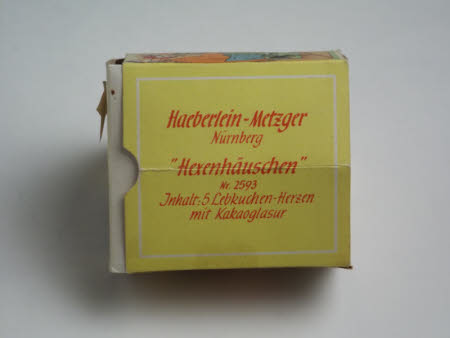 Haeberlein-Metzger
Nürnberg
"Hexenhäuschen"
Nr. 2593
Inhalt: 5 Lebkuchen-Herzen
mit Kakaoglasur